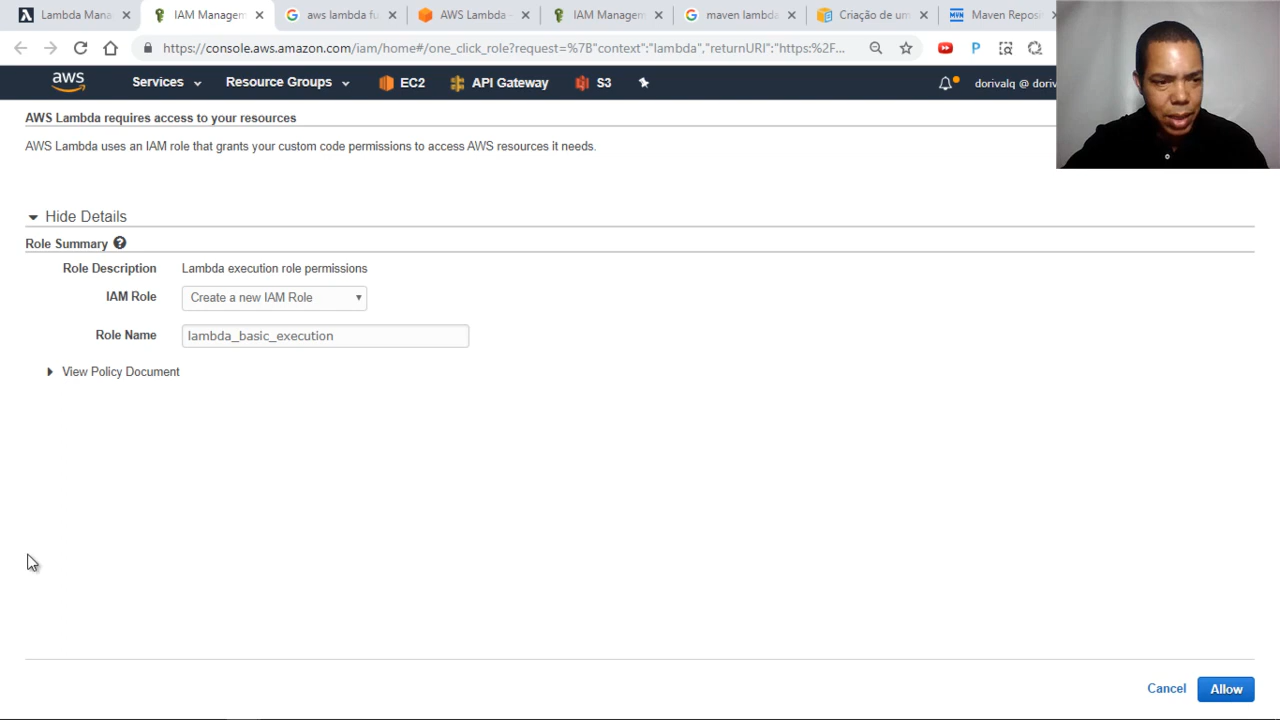 Lambda Mana
IAM Managem
aws lambda fu
AWS Lambda
IAM Managem
maven lambda
Criação de um
Maven Repos
https://console.aws.amazon.com/iam/home#/one_click_role?request=%7B"context":"lambda","returnURI":"https:%2F...
aws
Services
Resource Groups
EC2
API Gateway
S3
dorivalq @ doriv
AWS Lambda requires access to your resources
AWS Lambda uses an IAM role that grants your custom code permissions to access AWS resources it needs.
Hide Details
Role Summary ?
Role Description Lambda execution role permissions
IAM Role Create a new IAM Role
Role Name lambda_basic_execution
View Policy Document
Cancel Allow